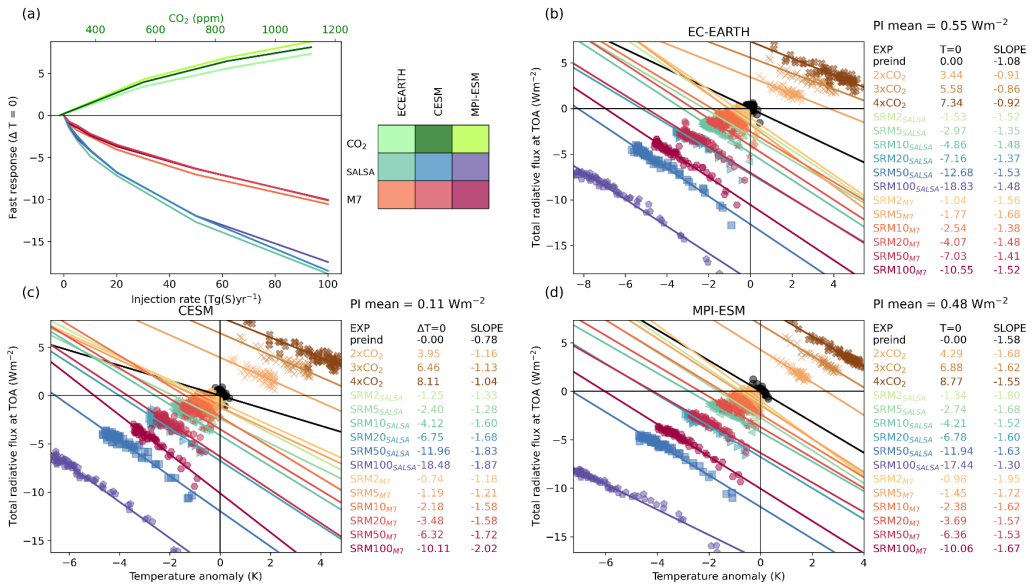 (a)
CO2 (ppm)
400 600 800 1000 1200
Fast response (Δ T = 0)
5
0
−5
−10
−15
0 20 40 60 80 100
Injection rate (Tg(S)yr−1)
ECEARTH
CESM
MPI-ESM
CO2
SALSA
M7
(b)
PI mean = 0.55 Wm−2
EC-EARTH
Total radiative flux at TOA (Wm−2)
5
0
−5
−10
−15
−8 −6 −4 −2 0 2 4
EXP T=0 SLOPE
preind 0.00 -1.08
2xCO2 3.44 -0.91
3xCO2 5.58 -0.86
4xCO2 7.34 -0.92
SRM2SALSA -1.53 -1.52
SRM5SALSA -2.97 -1.35
SRM10SALSA -4.86 -1.48
SRM20SALSA -7.16 -1.37
SRM50SALSA -12.68 -1.53
SRM100SALSA -18.83 -1.48
SRM2M7 -1.04 -1.56
SRM5M7 -1.77 -1.68
SRM10M7 -2.54 -1.38
SRM20M7 -4.07 -1.48
SRM50M7 -7.03 -1.41
SRM100M7 -10.55 -1.52
(c)
PI mean = 0.11 Wm−2
CESM
Total radiative flux at TOA (Wm−2)
5
0
−5
−10
−15
−6 −4 −2 0 2 4
Temperature anomaly (K)
EXP ΔT=0 SLOPE
preind -0.00 -0.78
2xCO2 3.95 -1.16
3xCO2 6.46 -1.13
4xCO2 8.11 -1.04
SRM2SALSA -1.25 -1.33
SRM5SALSA -2.40 -1.28
SRM10SALSA -4.12 -1.60
SRM20SALSA -6.75 -1.68
SRM50SALSA -11.96 -1.83
SRM100SALSA -18.48 -1.87
SRM2M7 -0.74 -1.18
SRM5M7 -1.19 -1.21
SRM10M7 -2.18 -1.58
SRM20M7 -3.48 -1.58
SRM50M7 -6.32 -1.72
SRM100M7 -10.11 -2.02
(d)
PI mean = 0.48 Wm−2
MPI-ESM
Total radiative flux at TOA (Wm−2)
5
0
−5
−10
−15
−6 −4 −2 0 2 4
Temperature anomaly (K)
EXP T=0 SLOPE
preind -0.00 -1.58
2xCO2 4.29 -1.68
3xCO2 6.88 -1.62
4xCO2 8.77 -1.55
SRM2SALSA -1.34 -1.80
SRM5SALSA -2.74 -1.68
SRM10SALSA -4.21 -1.52
SRM20SALSA -6.78 -1.60
SRM50SALSA -11.94 -1.63
SRM100SALSA -17.44 -1.30
SRM2M7 -0.98 -1.95
SRM5M7 -1.45 -1.72
SRM10M7 -2.38 -1.62
SRM20M7 -3.69 -1.57
SRM50M7 -6.36 -1.53
SRM100M7 -10.06 -1.67